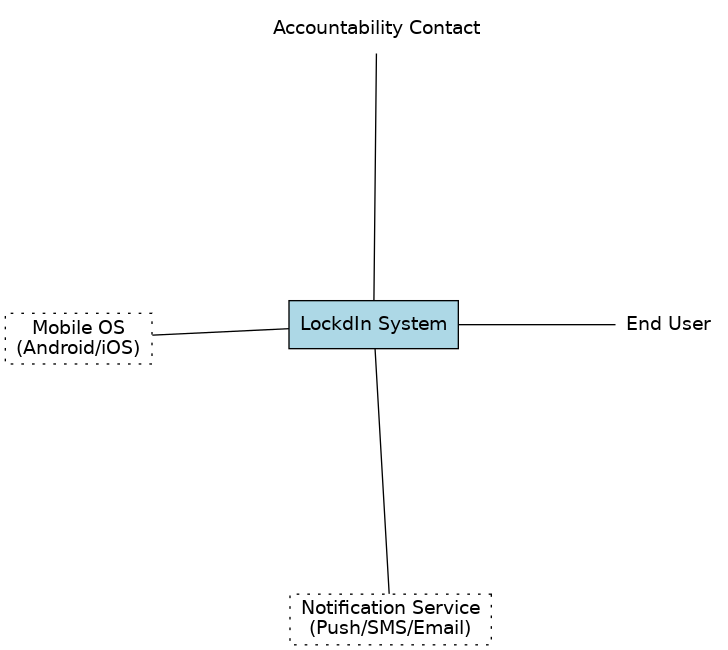 Accountability Contact
LockdIn System
End User
Mobile OS
(Android/iOS)
Notification Service
(Push/SMS/Email)